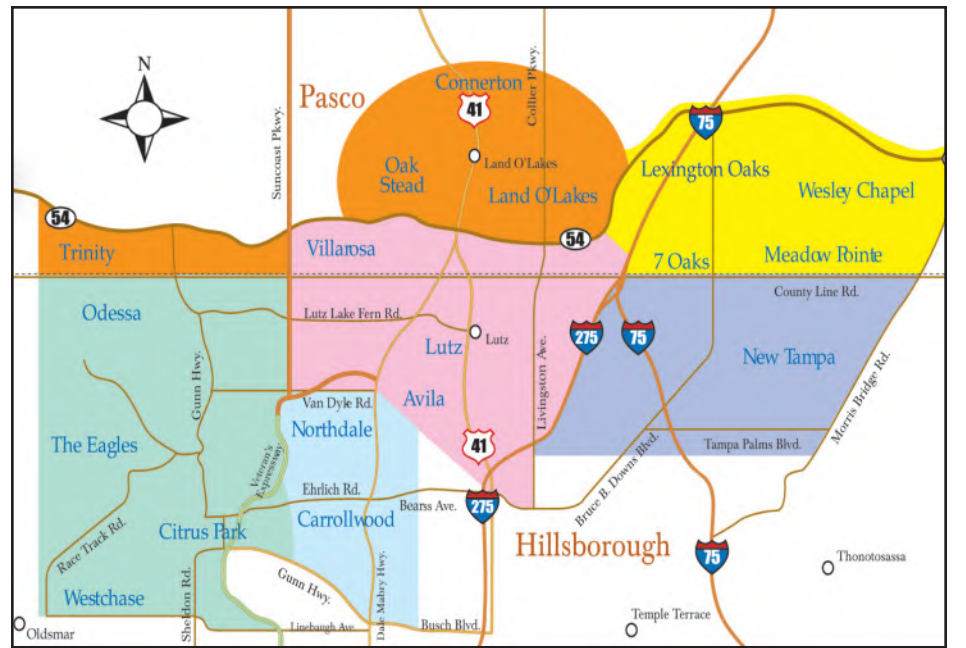 N
Pasco
Connerton
41
Collier Pkwy.
75
Suncoast Pkwy.
Oak
Stead
Land O'Lakes
Land O'Lakes
Lexington Oaks
Wesley Chapel
54
Trinity
Villarosa
54
7 Oaks
Meadow Pointe
County Line Rd.
Odessa
Lutz Lake Fern Rd.
Lutz
Lutz
275
75
New Tampa
Gunn Hwy.
Livingston Ave.
Morris Bridge Rd.
Avila
Van Dyke Rd.
Northdale
The Eagles
41
Tampa Palms Blvd.
Veteran's
Expressway
Ehrlich Rd.
Bearss Ave.
275
Bruce B. Downs Blvd.
Race Track Rd.
Citrus Park
Carrollwood
Hillsborough
75
Thonotosassa
Gunn Hwy.
Westchase
Sheldon Rd.
Dale Mabry Hwy.
Temple Terrace
Oldsmar
Linebaugh Ave.
Busch Blvd.